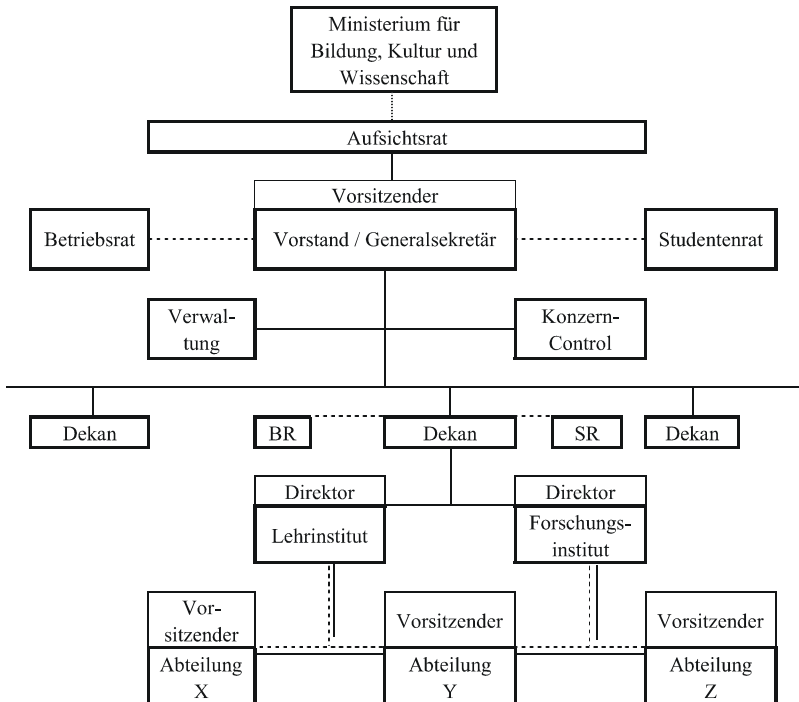 Ministerium für
Bildung, Kultur und
Wissenschaft
Aufsichtsrat
Vorsitzender
Betriebsrat
Vorstand / Generalsekretär
Studentenrat
Verwal-
tung
Konzern-
Control
Dekan
BR
Dekan
SR
Dekan
Direktor
Direktor
Lehrinstitut
Forschungs-
institut
Vor-
sitzender
Vorsitzender
Vorsitzender
Abteilung
X
Abteilung
Y
Abteilung
Z